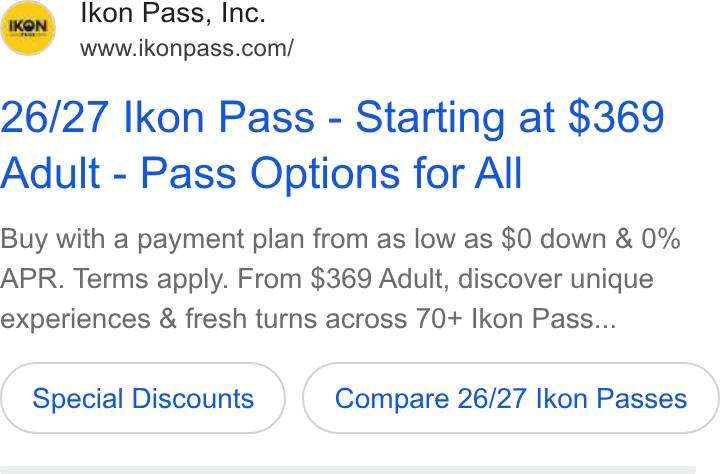 IKON
PASS
Ikon Pass, Inc.
www.ikonpass.com/
26/27 Ikon Pass - Starting at $369
Adult - Pass Options for All
Buy with a payment plan from as low as $0 down & 0%
APR. Terms apply. From $369 Adult, discover unique
experiences & fresh turns across 70+ Ikon Pass...
Special Discounts
Compare 26/27 Ikon Passes